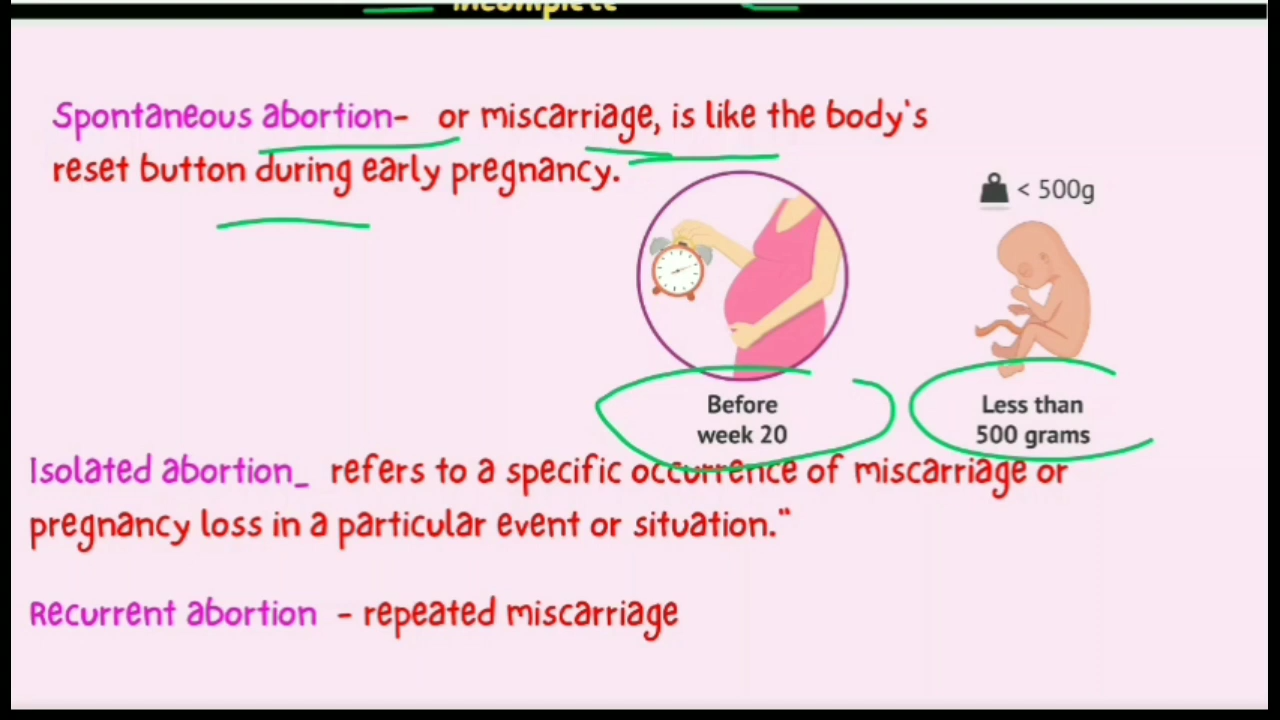 incomplete
Spontaneous abortion- or miscarriage, is like the body's
reset button during early pregnancy.
< 500g
Before
week 20
Less than
500 grams
Isolated abortion_ refers to a specific occurrence of miscarriage or
pregnancy loss in a particular event or situation."
Recurrent abortion - repeated miscarriage